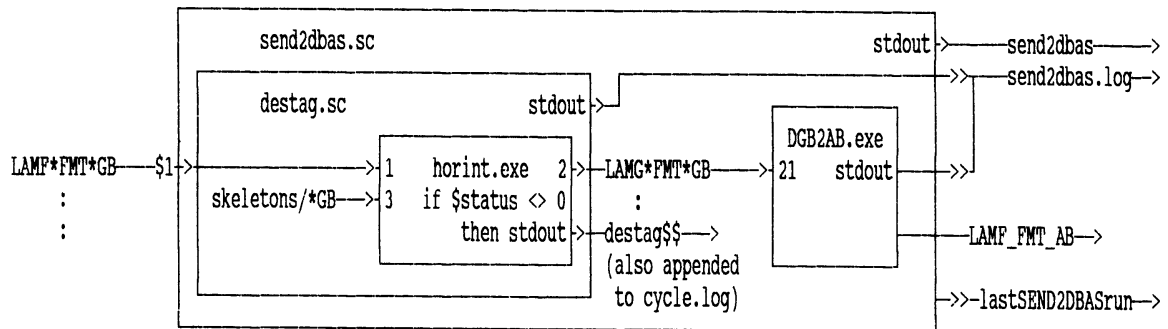 send2dbas.sc stdout >send2dbas>
destag.sc stdout > >> send2dbas.log>
DGB2AB.exe
LAMF*FMT*GB $1> >1 horint.exe 2 >LAMG*FMT*GB> 21 stdout >>
: skeletons/*GB> 3 if $status <> 0 :
: then stdout >destag$$> LAMF_FMT_AB>
(also appended
to cycle.log) >>lastSEND2DBASrun>